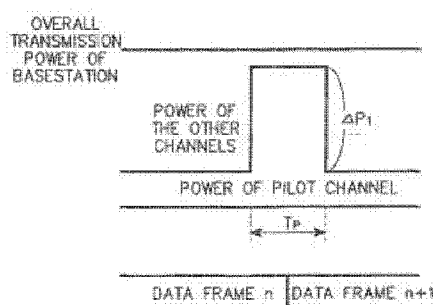 OVERALL
TRANSMISSION
POWER OF
BASESTATION
POWER OF
THE OTHER
CHANNELS
ΔP1
POWER OF PILOT CHANNEL
TP
DATA FRAME n DATA FRAME n+1